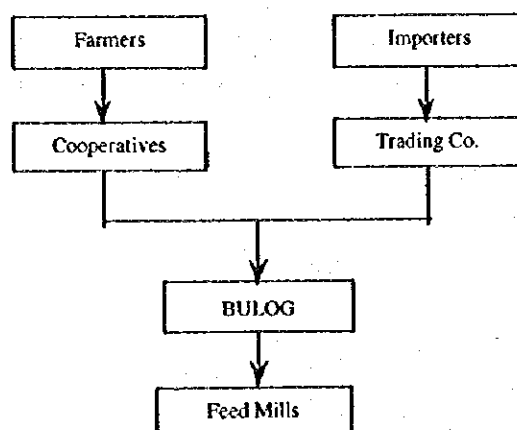 Farmers
Importers
Cooperatives
Trading Co.
BULOG
Feed Mills